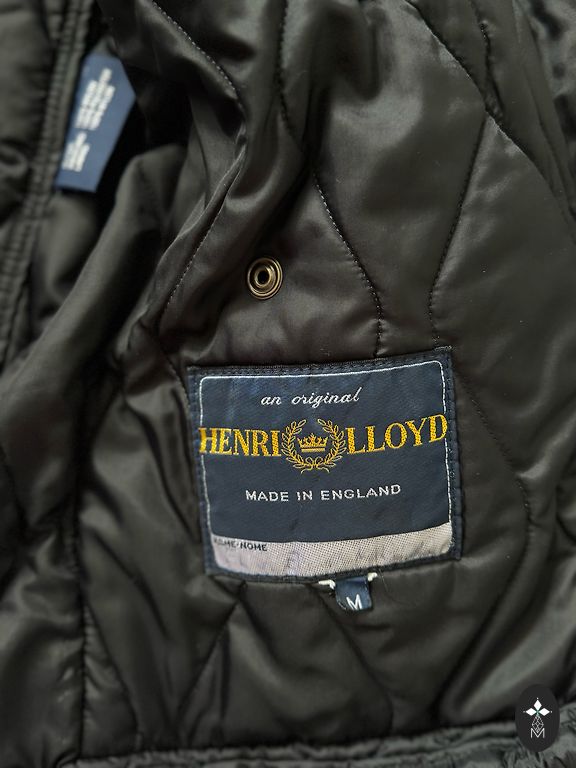 an original
HENRI LLOYD
MADE IN ENGLAND
NAME-NOME
M
M